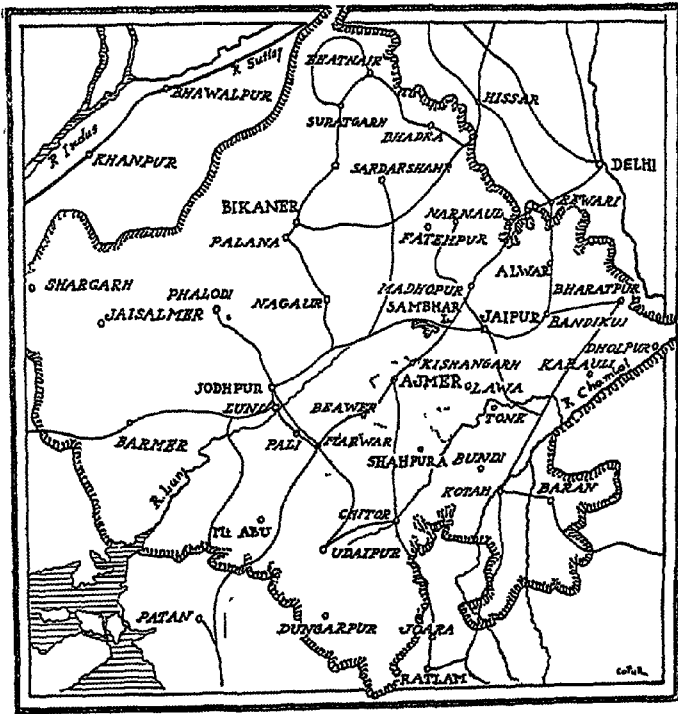 R Sutlej
BHATNAIR
BHAWALPUR
HISSAR
SURATGARH
BHADRA
R Indus
KHANPUR
SARDARSHAHR
DELHI
REWARI
BIKANER
NARNAUL
FATEHPUR
PALANA
ALWAR
SHARGARH
MADHOPUR
BHARATPUR
PHALODI
NAGAUR
SAMBHAR
L
JAIPUR
BANDIKUI
JAISALMER
DHOLPUR
KISHANGARH
KARAULI
AJMER
LAWA
JODHPUR
R Chambal
LUNI
BEAWER
TONK
BARMER
PALI
MARWAR
SHAHPURA
BUNDI
R. Luni
KOTAH
BARAN
CHITOR
Mt ABU
UDAIPUR
PATAN
DUNGARPUR
JOARA
RATLAM